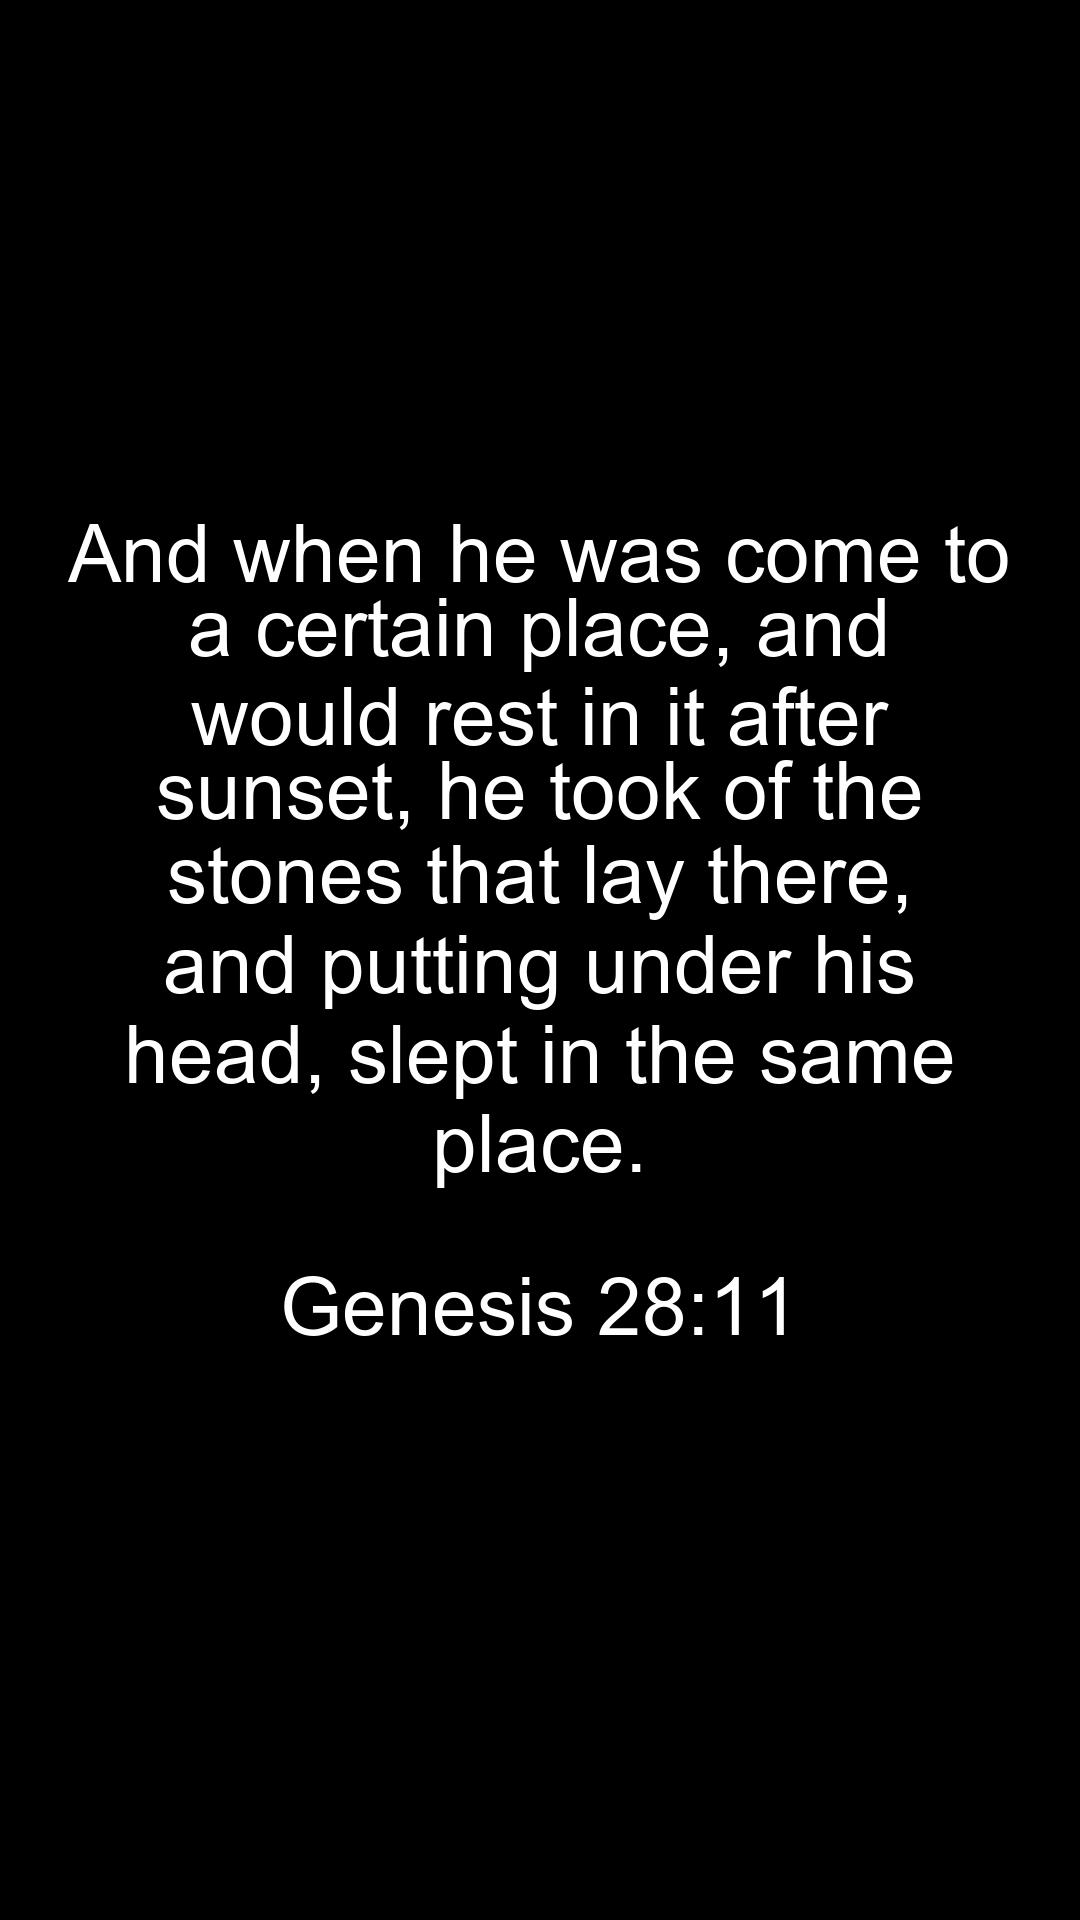 And when he was come to
a certain place, and
would rest in it after
sunset, he took of the
stones that lay there,
and putting under his
head, slept in the same
place.
Genesis 28:11